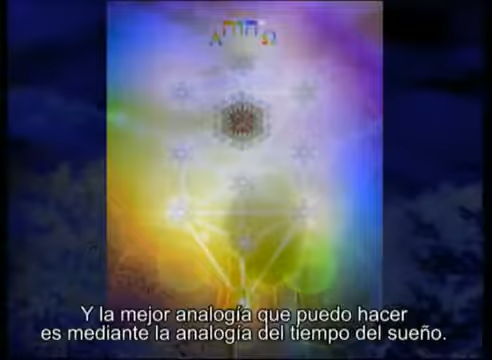 Α Ω
Y la mejor analogía que puedo hacer
es mediante la analogía del tiempo del sueño.